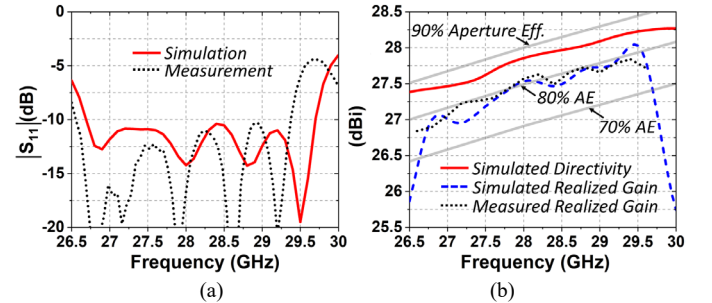 0
-5
-10
-15
-20
|S11|(dB)
Simulation
Measurement
26.5 27 27.5 28 28.5 29 29.5 30
Frequency (GHz)
(a)
28.5
28
27.5
27
26.5
26
25.5
(dBi)
90% Aperture Eff.
80% AE
70% AE
Simulated Directivity
Simulated Realized Gain
Measured Realized Gain
26.5 27 27.5 28 28.5 29 29.5 30
Frequency (GHz)
(b)